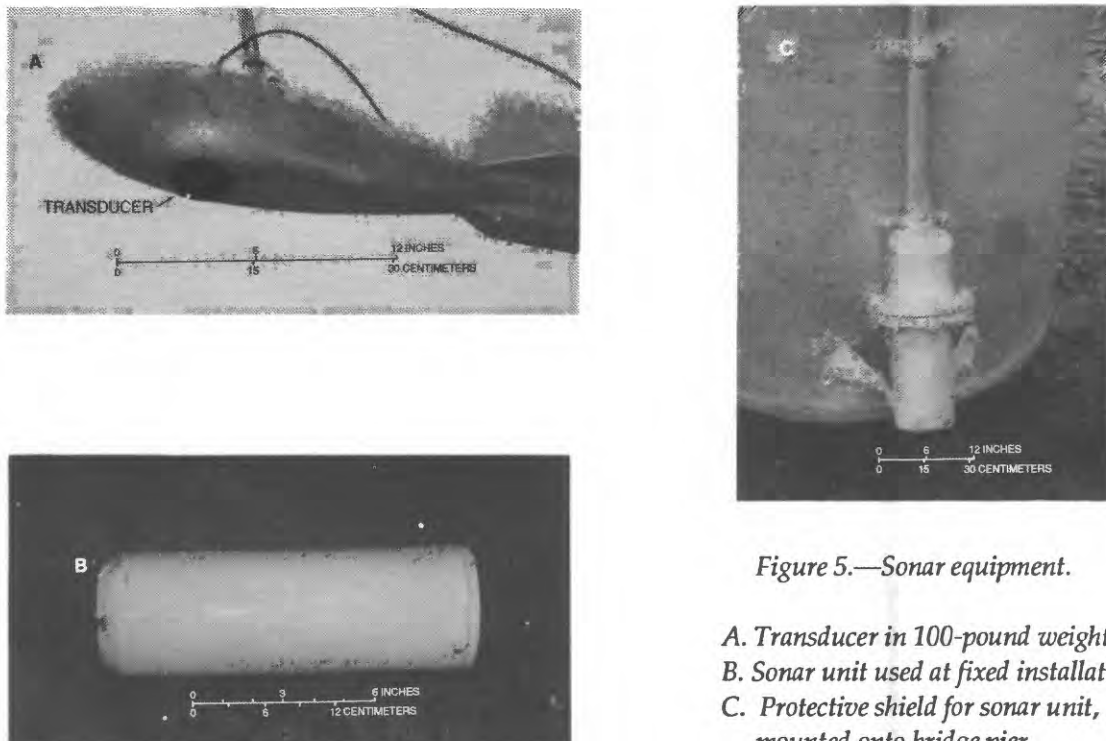 A
TRANSDUCER
0 6 12 INCHES
0 15 30 CENTIMETERS
B
0 3 6 INCHES
0 6 12 CENTIMETERS
C
0 6 12 INCHES
0 15 30 CENTIMETERS
Figure 5.—Sonar equipment.
A. Transducer in 100-pound weight
B. Sonar unit used at fixed installat
C. Protective shield for sonar unit,
mounted onto bridge pier